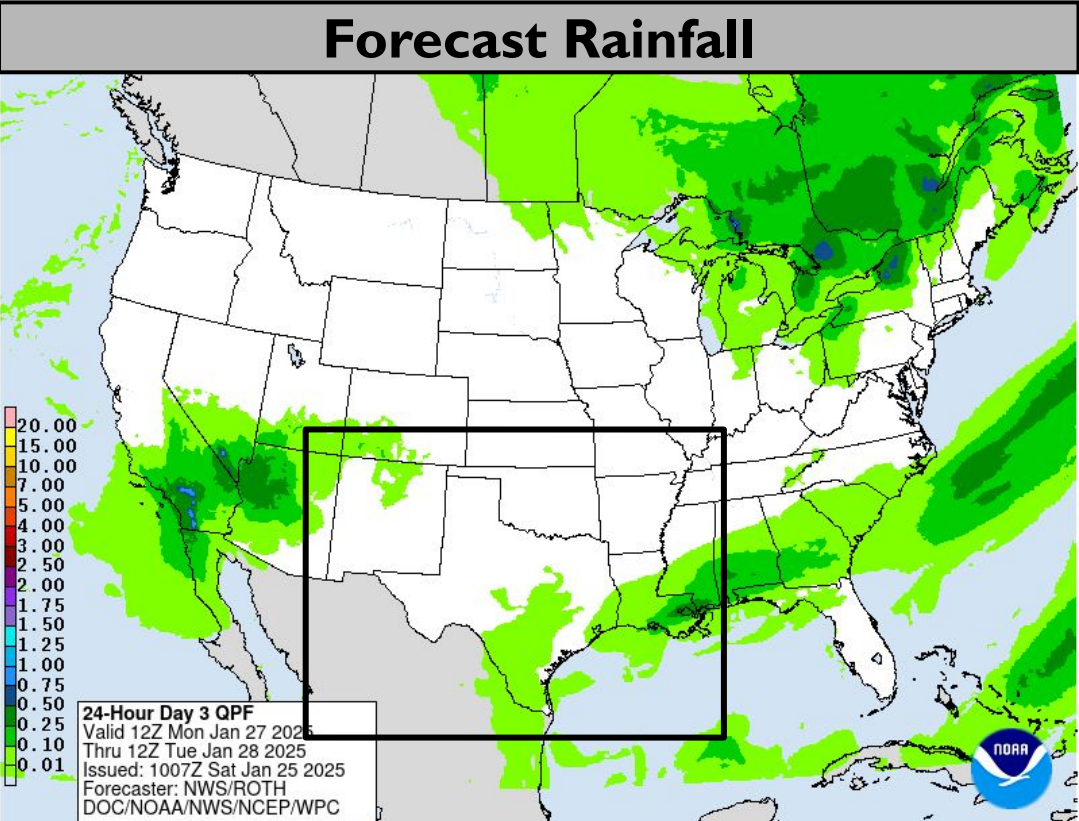 Forecast Rainfall
20.00
15.00
10.00
7.00
5.00
4.00
3.00
2.50
2.00
1.75
1.50
1.25
1.00
0.75
0.50
0.25
0.10
0.01
24-Hour Day 3 QPF
Valid 12Z Mon Jan 27 2025
Thru 12Z Tue Jan 28 2025
Issued: 1007Z Sat Jan 25 2025
Forecaster: NWS/ROTH
DOC/NOAA/NWS/NCEP/WPC
NOAA